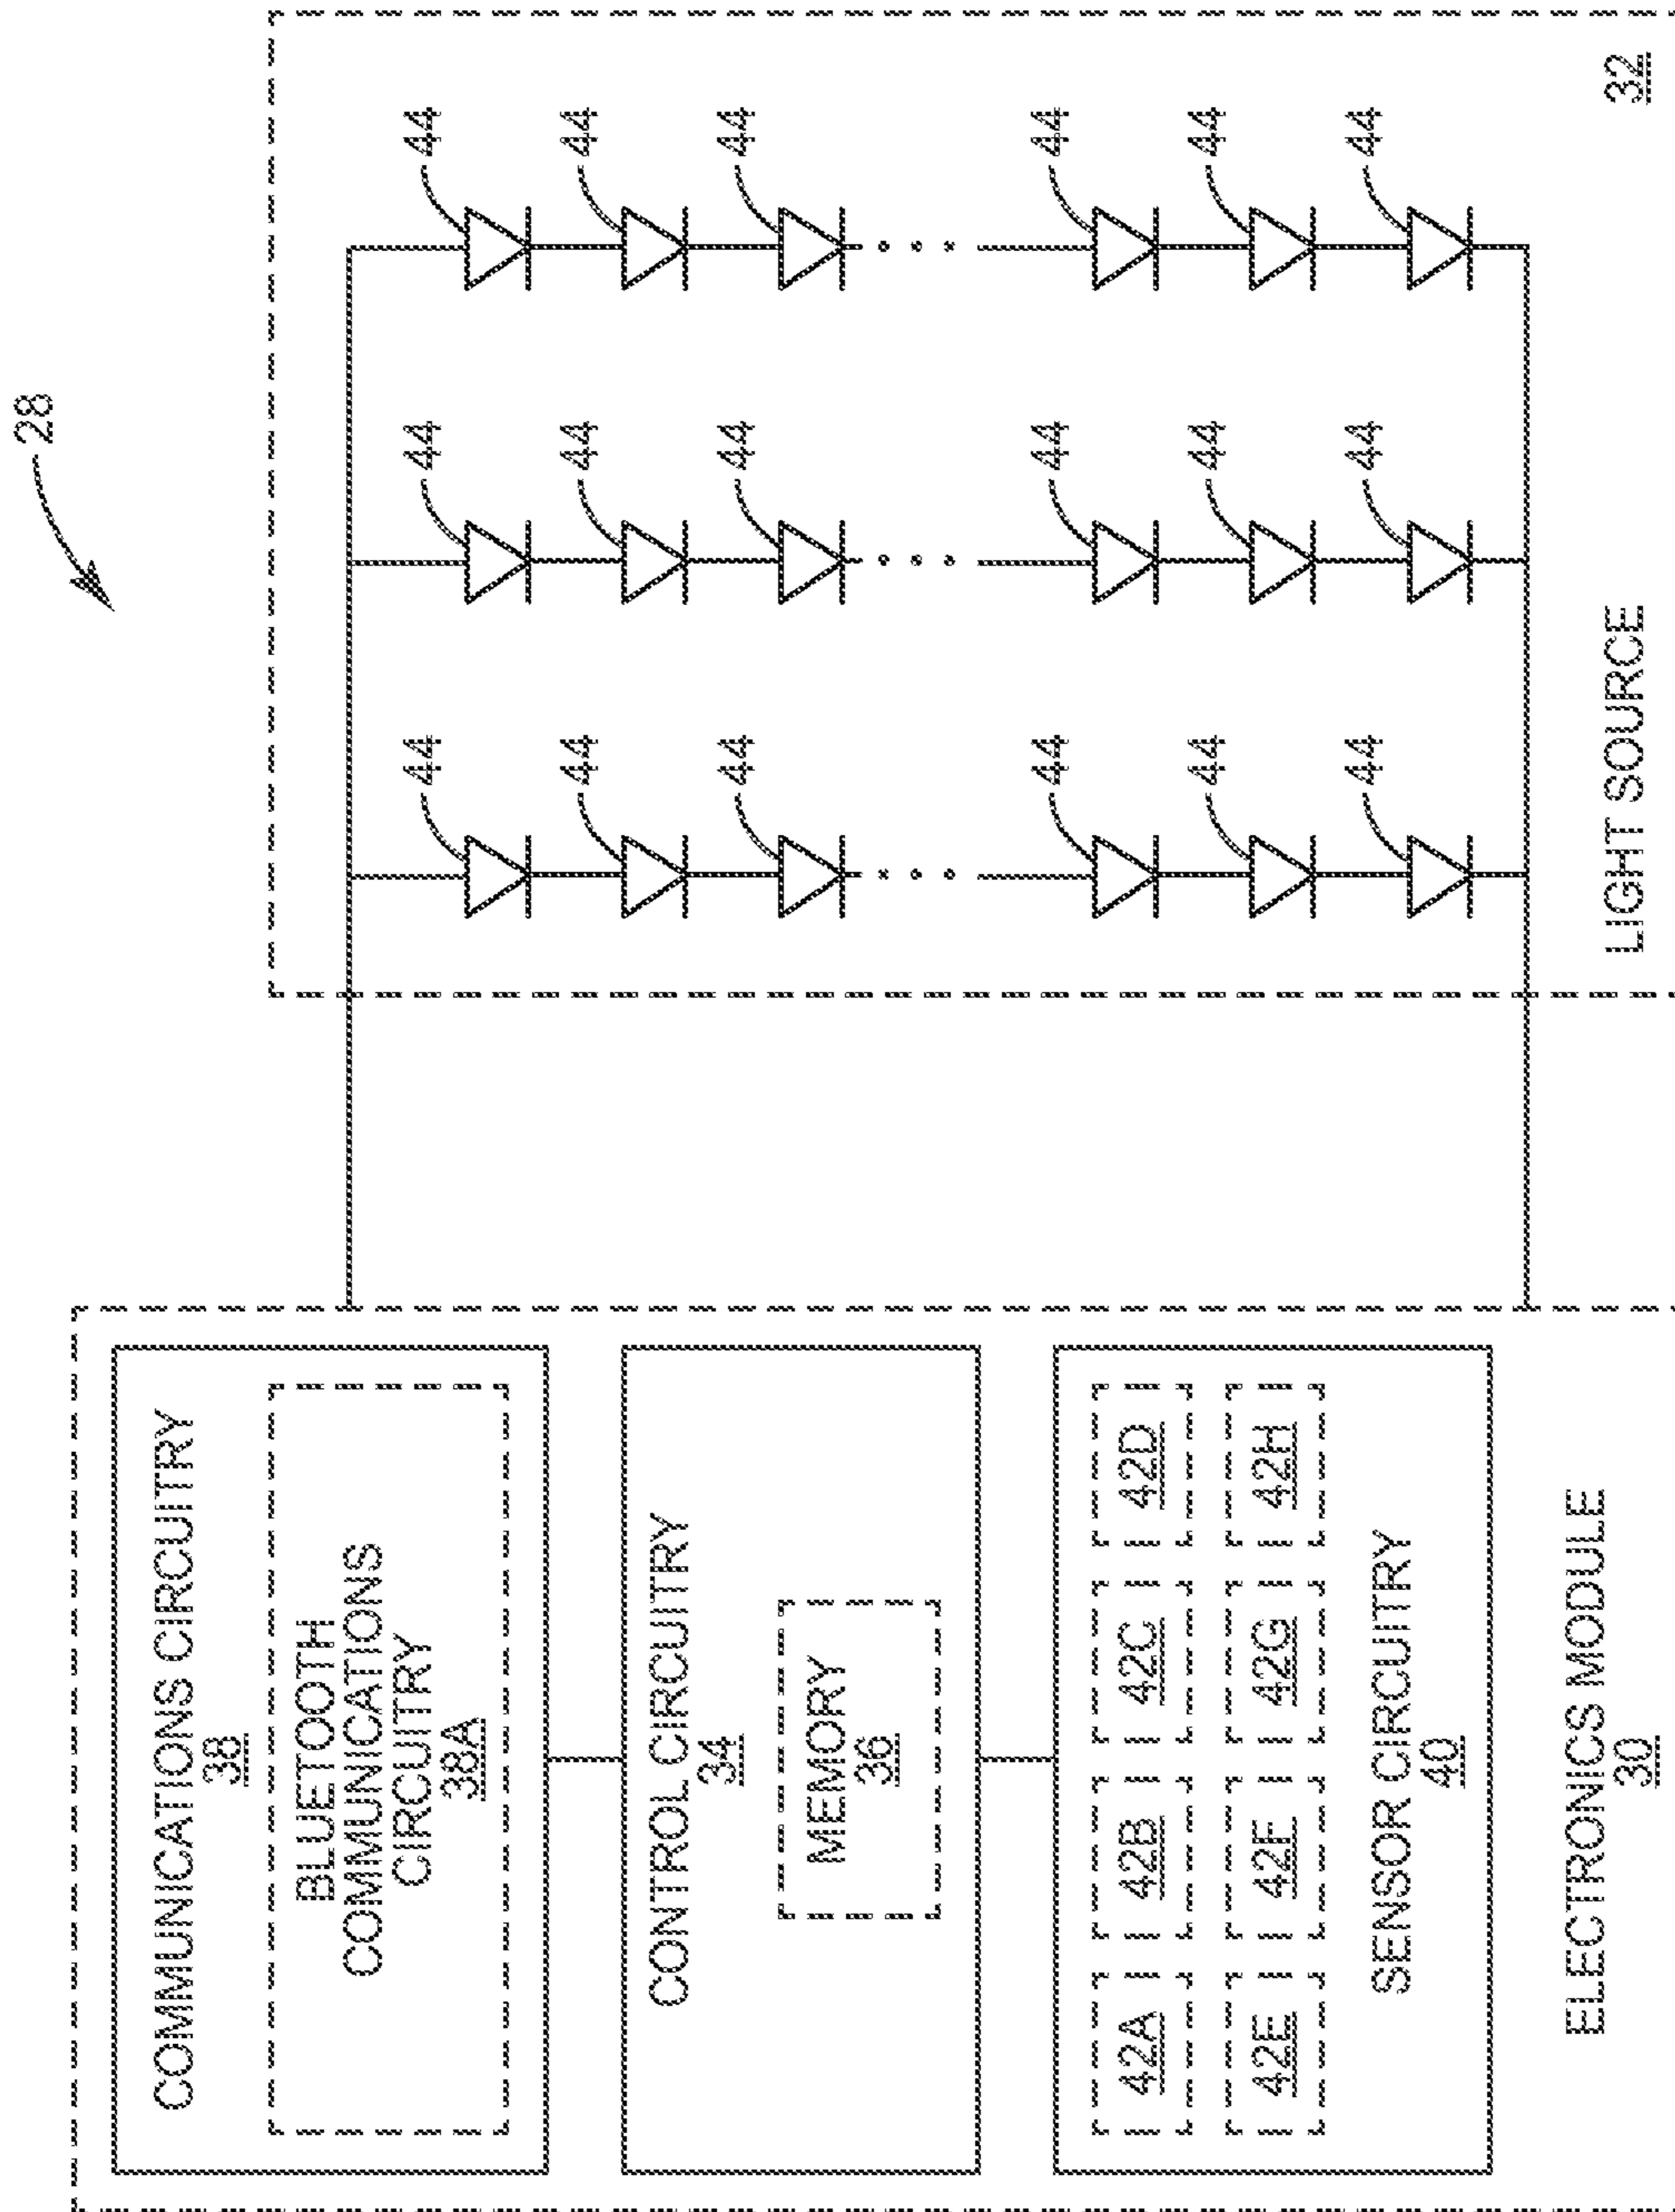 28
COMMUNICATIONS CIRCUITRY
38
BLUETOOTH
COMMUNICATIONS
CIRCUITRY
38A
CONTROL CIRCUITRY
34
MEMORY
36
42A 42B 42C 42D
42E 42F 42G 42H
SENSOR CIRCUITRY
40
ELECTRONICS MODULE
30
44 44 44
44 44 44
44 44 44
44 44 44
44 44 44
44 44 44
LIGHT SOURCE 32